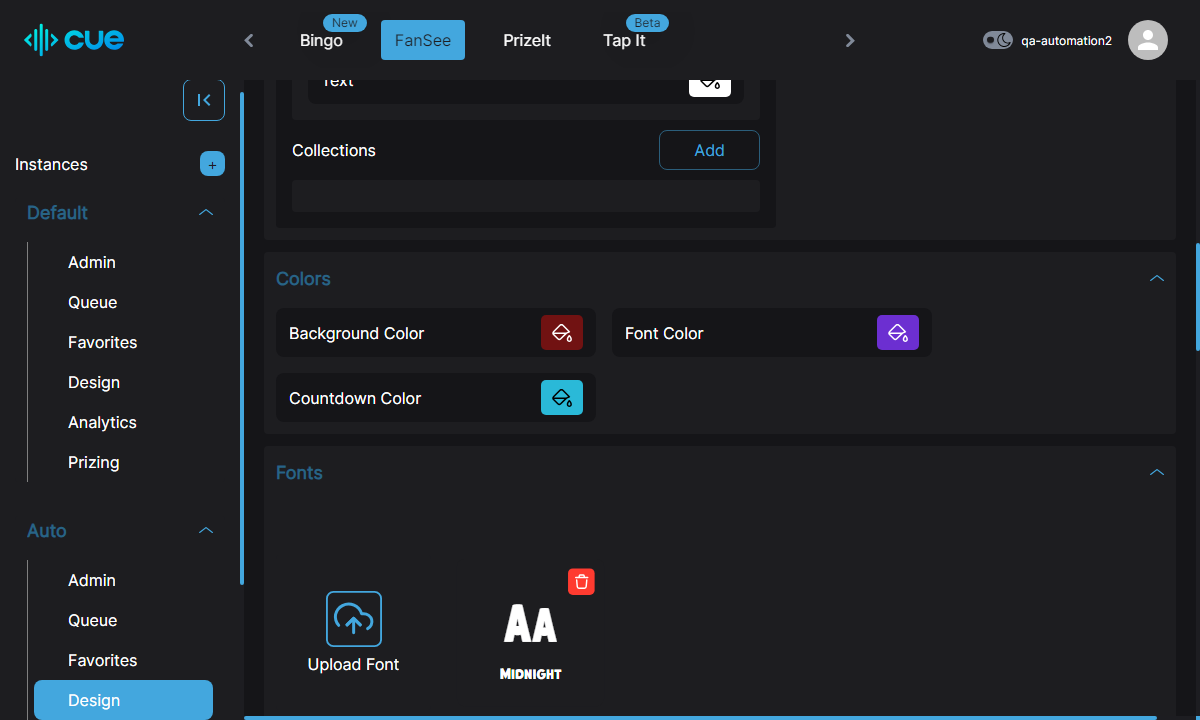 cue
New
Bingo
FanSee
PrizeIt
Beta
Tap It
qa-automation2
Text
Instances
+
Collections
Add
Default
Admin
Queue
Favorites
Design
Analytics
Prizing
Auto
Admin
Queue
Favorites
Design
Colors
Background Color
Font Color
Countdown Color
Fonts
Upload Font
AA
MIDNIGHT